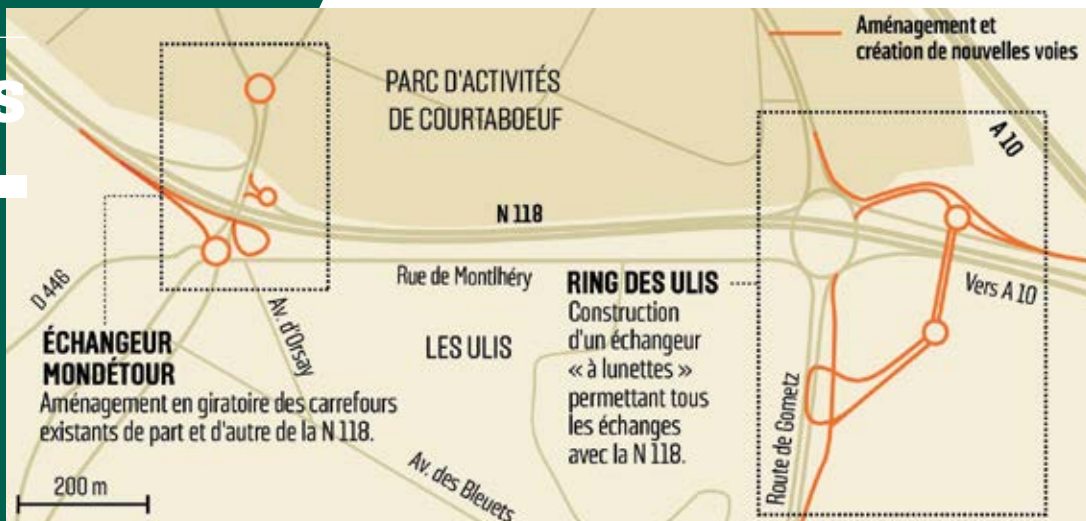 s
Aménagement et
création de nouvelles voies
PARC D'ACTIVITÉS
DE COURTABOEUF
A 10
N 118
D 446
Rue de Montlhéry
Av. d'Orsay
Vers A 10
RING DES ULIS
Construction
d'un échangeur
« à lunettes »
permettant tous
les échanges
avec la N 118.
ÉCHANGEUR
MONDÉTOUR
Aménagement en giratoire des carrefours
existants de part et d'autre de la N 118.
LES ULIS
Route de Gometz
Av. des Bleuets
200 m